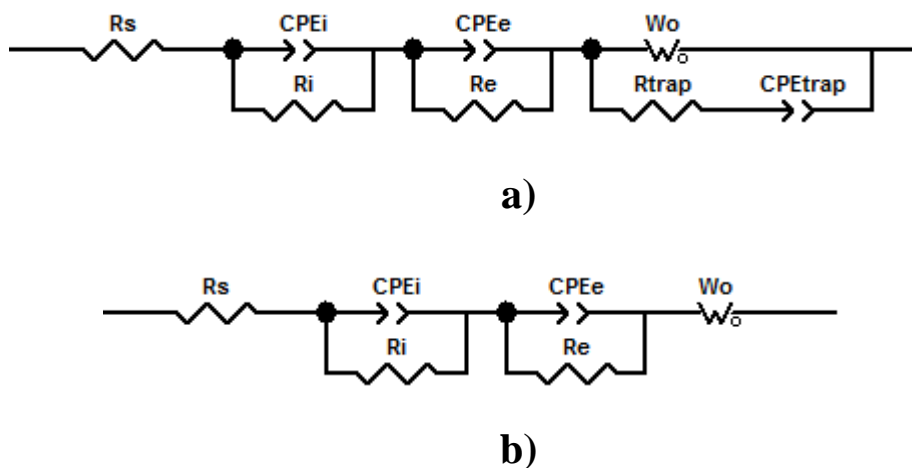 Rs CPEi CPEe Wo
Ri Re Rtrap CPEtrap
a)
Rs CPEi CPEe Wo
Ri Re
b)